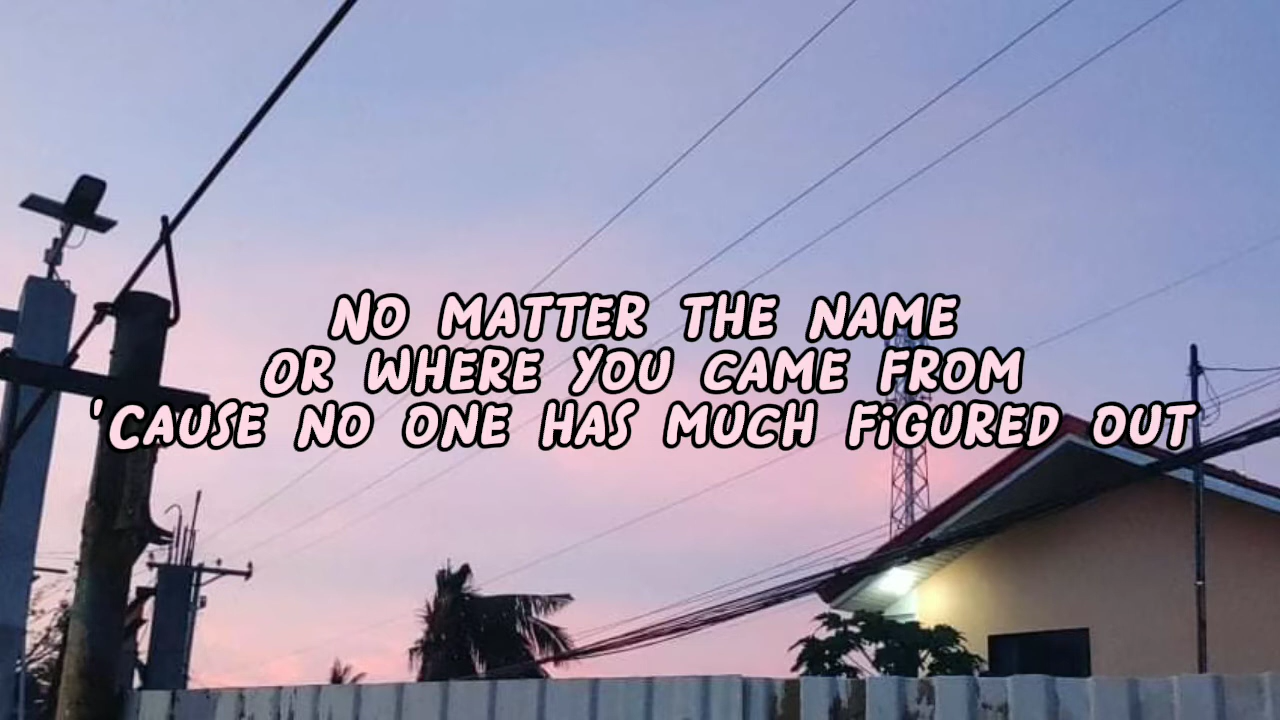 NO MATTER THE NAME
OR WHERE YOU CAME FROM
'CAUSE NO ONE HAS MUCH FIGURED OUT